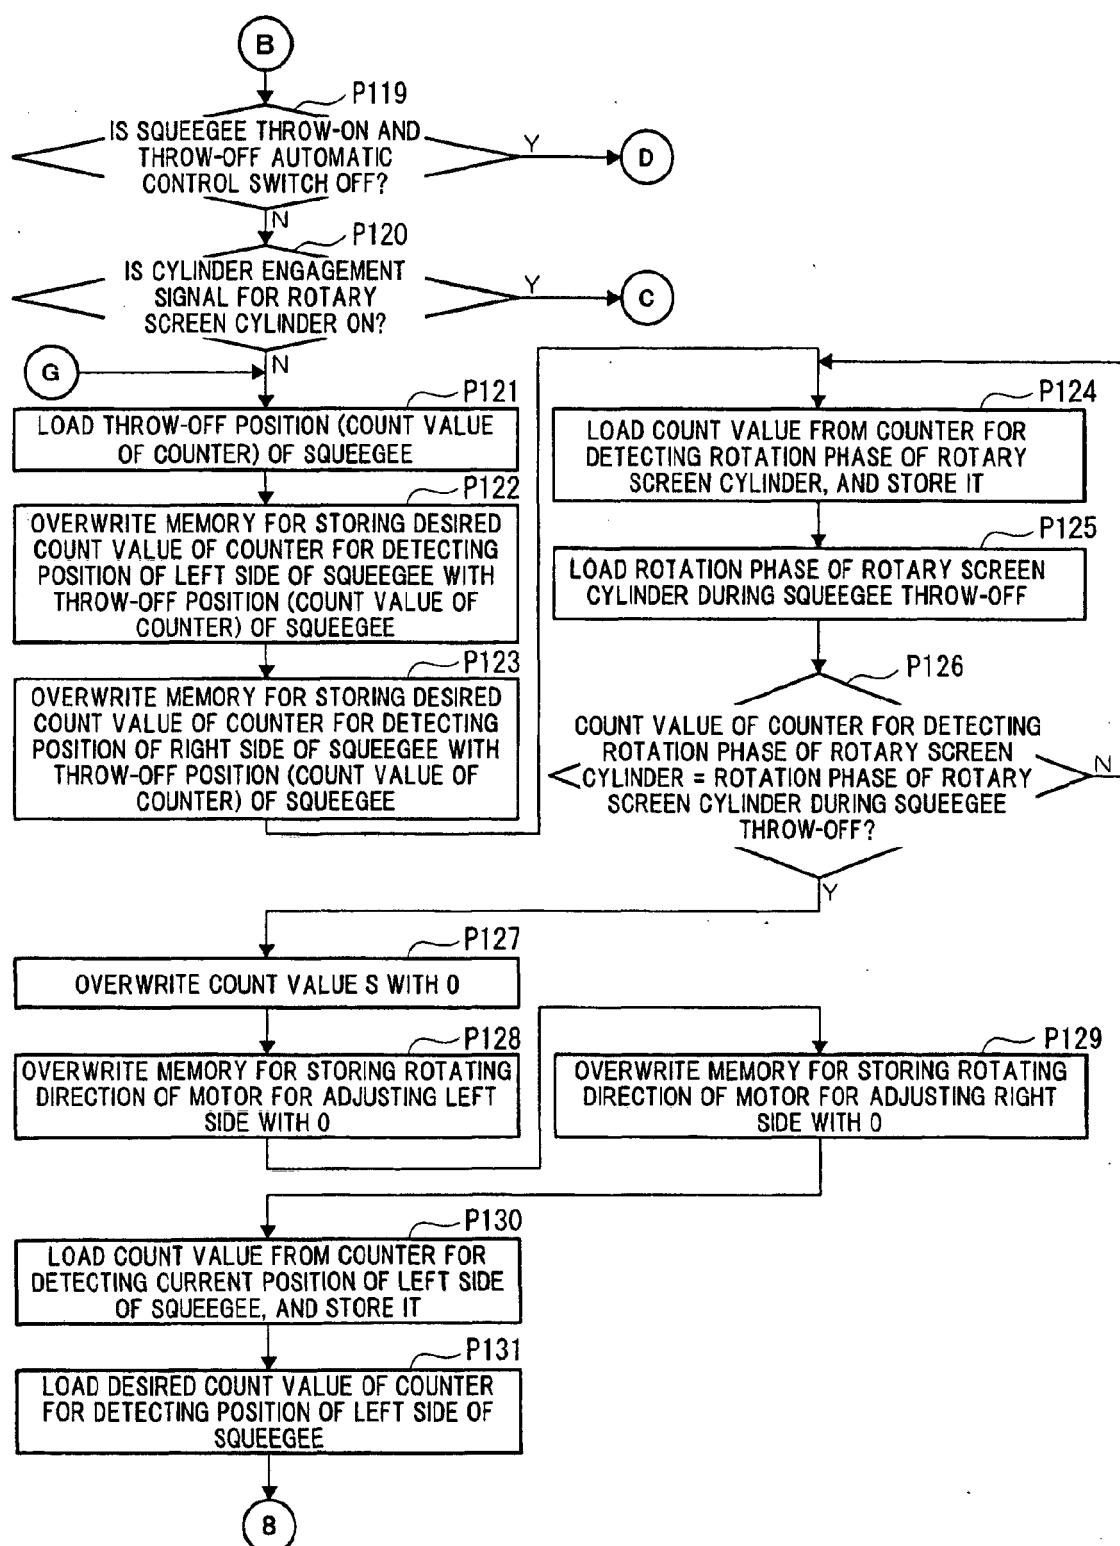 B
P119
IS SQUEEGEE THROW-ON AND
THROW-OFF AUTOMATIC
CONTROL SWITCH OFF?
Y
D
N
P120
IS CYLINDER ENGAGEMENT
SIGNAL FOR ROTARY
SCREEN CYLINDER ON?
Y
C
N
G
P121
LOAD THROW-OFF POSITION (COUNT VALUE
OF COUNTER) OF SQUEEGEE
P122
OVERWRITE MEMORY FOR STORING DESIRED
COUNT VALUE OF COUNTER FOR DETECTING
POSITION OF LEFT SIDE OF SQUEEGEE WITH
THROW-OFF POSITION (COUNT VALUE OF
COUNTER) OF SQUEEGEE
P123
OVERWRITE MEMORY FOR STORING DESIRED
COUNT VALUE OF COUNTER FOR DETECTING
POSITION OF RIGHT SIDE OF SQUEEGEE WITH
THROW-OFF POSITION (COUNT VALUE OF
COUNTER) OF SQUEEGEE
P124
LOAD COUNT VALUE FROM COUNTER FOR
DETECTING ROTATION PHASE OF ROTARY
SCREEN CYLINDER, AND STORE IT
P125
LOAD ROTATION PHASE OF ROTARY SCREEN
CYLINDER DURING SQUEEGEE THROW-OFF
P126
COUNT VALUE OF COUNTER FOR DETECTING
ROTATION PHASE OF ROTARY SCREEN
CYLINDER = ROTATION PHASE OF ROTARY
SCREEN CYLINDER DURING SQUEEGEE
THROW-OFF?
N
Y
P127
OVERWRITE COUNT VALUE S WITH 0
P128
OVERWRITE MEMORY FOR STORING ROTATING
DIRECTION OF MOTOR FOR ADJUSTING LEFT
SIDE WITH 0
P129
OVERWRITE MEMORY FOR STORING ROTATING
DIRECTION OF MOTOR FOR ADJUSTING RIGHT
SIDE WITH 0
P130
LOAD COUNT VALUE FROM COUNTER FOR
DETECTING CURRENT POSITION OF LEFT SIDE
OF SQUEEGEE, AND STORE IT
P131
LOAD DESIRED COUNT VALUE OF COUNTER
FOR DETECTING POSITION OF LEFT SIDE OF
SQUEEGEE
8